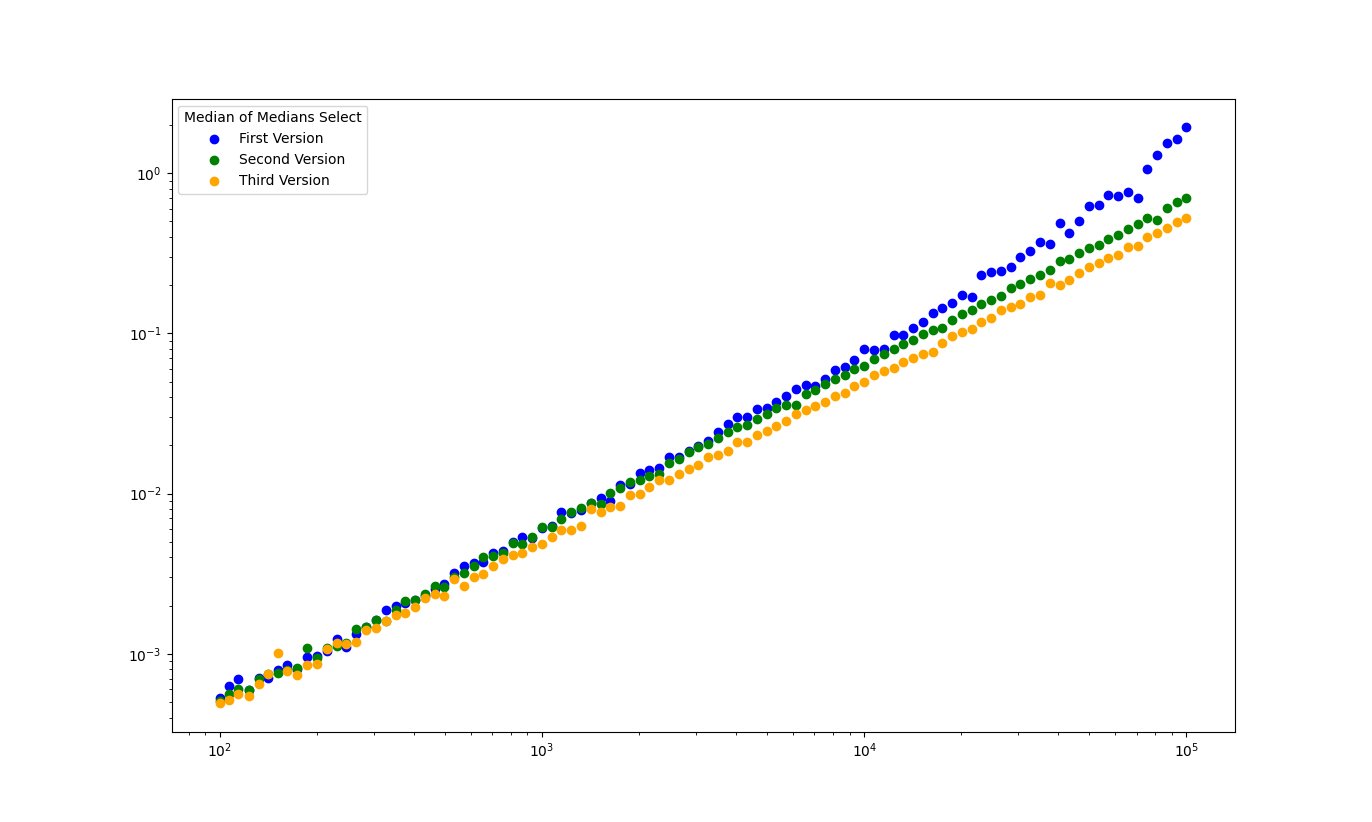 Median of Medians Select
First Version
Second Version
Third Version
10⁰
10⁻¹
10⁻²
10⁻³
10²
10³
10⁴
10⁵